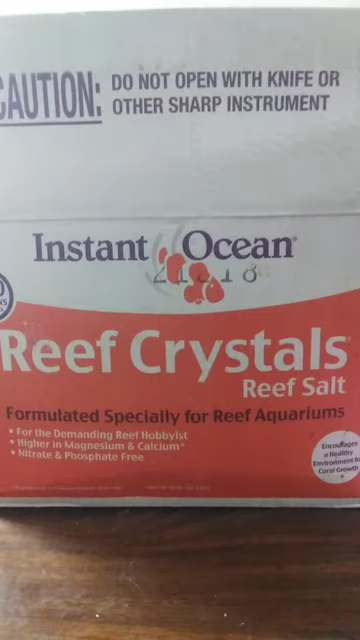 CAUTION: DO NOT OPEN WITH KNIFE OR
OTHER SHARP INSTRUMENT
Instant Ocean®
Reef Crystals
Reef Salt
Formulated Specially for Reef Aquariums
• For the Demanding Reef Hobbyist
• Higher in Magnesium & Calcium*
• Nitrate & Phosphate Free
Encourages
a Healthy
Environment for
Coral Growth